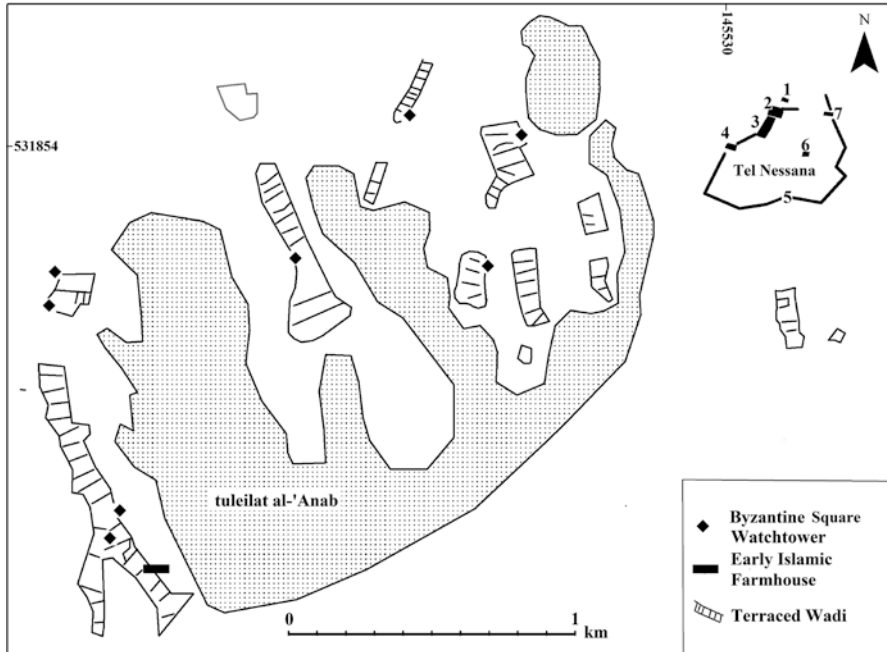 145530
N
531854
1
2
7
3
4
6
Tel Nessana
5
tuleilat al-'Anab
0
1
km
Byzantine Square
Watchtower
Early Islamic
Farmhouse
Terraced Wadi